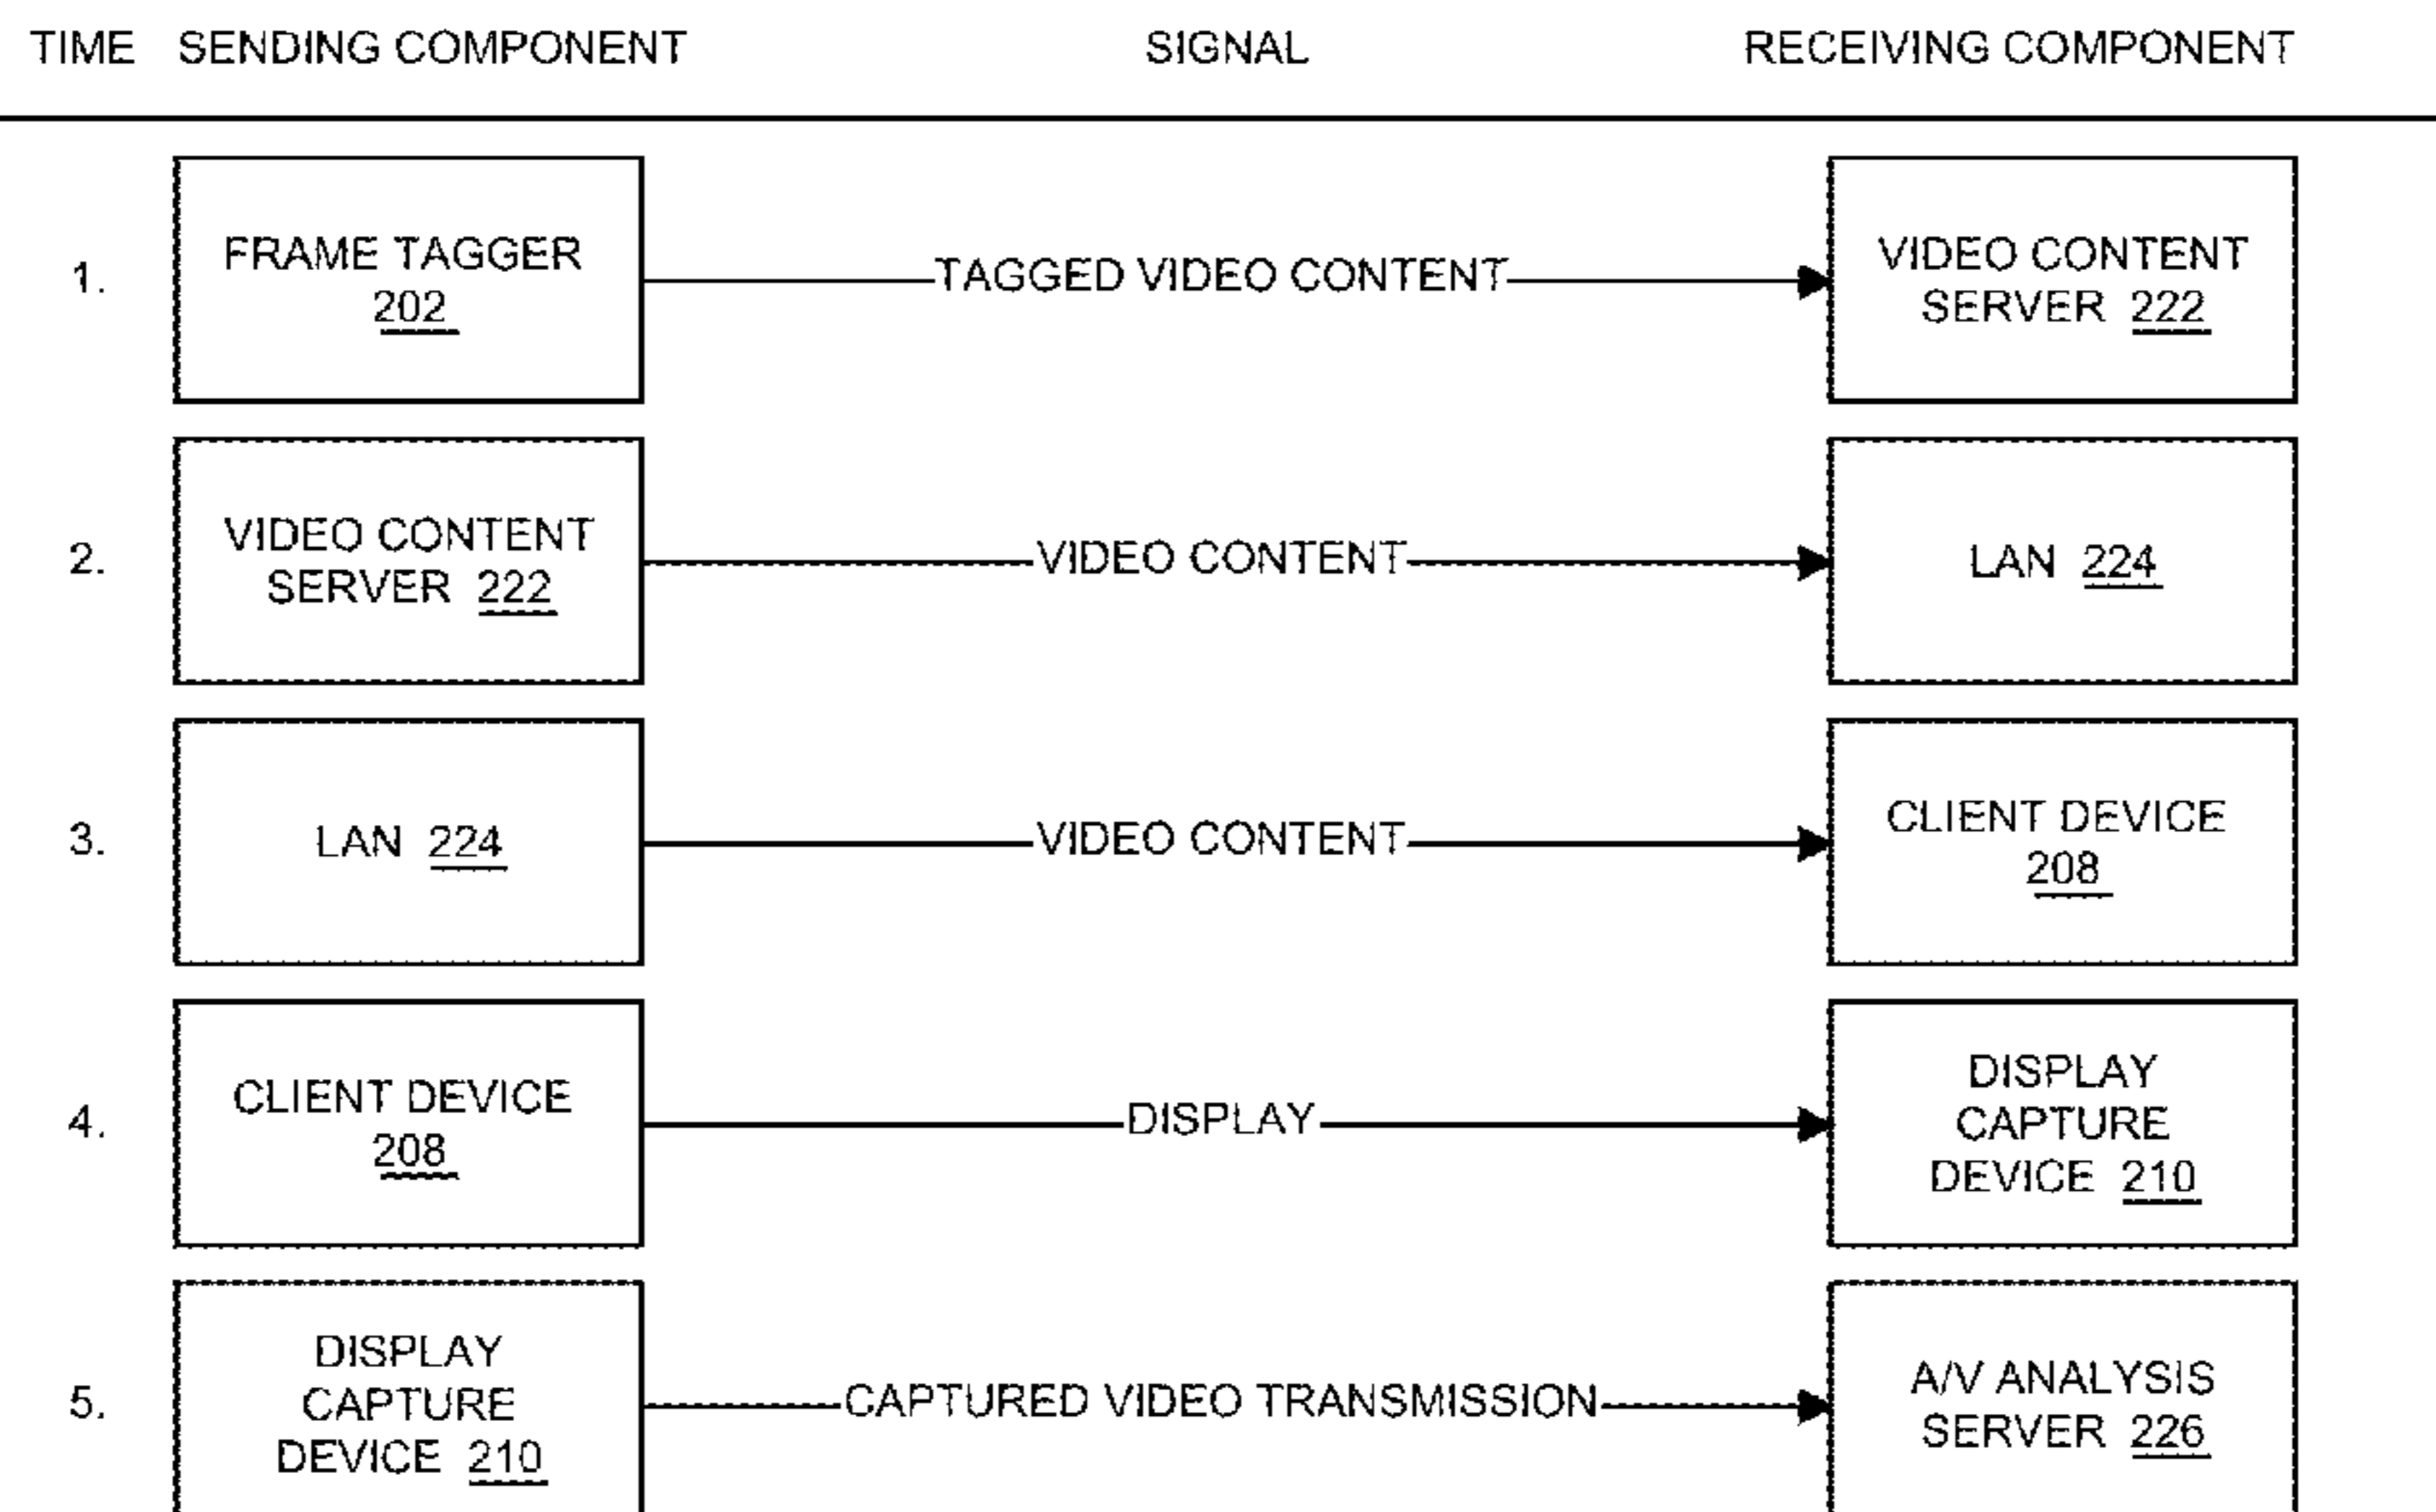 TIME SENDING COMPONENT SIGNAL RECEIVING COMPONENT
1.
FRAME TAGGER
202
TAGGED VIDEO CONTENT
VIDEO CONTENT
SERVER 222
2.
VIDEO CONTENT
SERVER 222
VIDEO CONTENT
LAN 224
3.
LAN 224
VIDEO CONTENT
CLIENT DEVICE
208
4.
CLIENT DEVICE
208
DISPLAY
DISPLAY
CAPTURE
DEVICE 210
5.
DISPLAY
CAPTURE
DEVICE 210
CAPTURED VIDEO TRANSMISSION
A/V ANALYSIS
SERVER 226